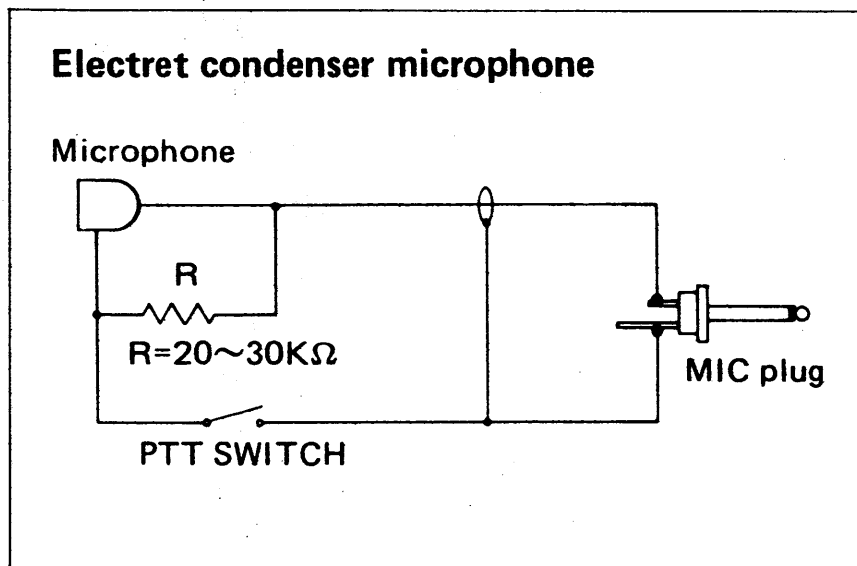 Electret condenser microphone
Microphone
R
R=20～30KΩ
MIC plug
PTT SWITCH